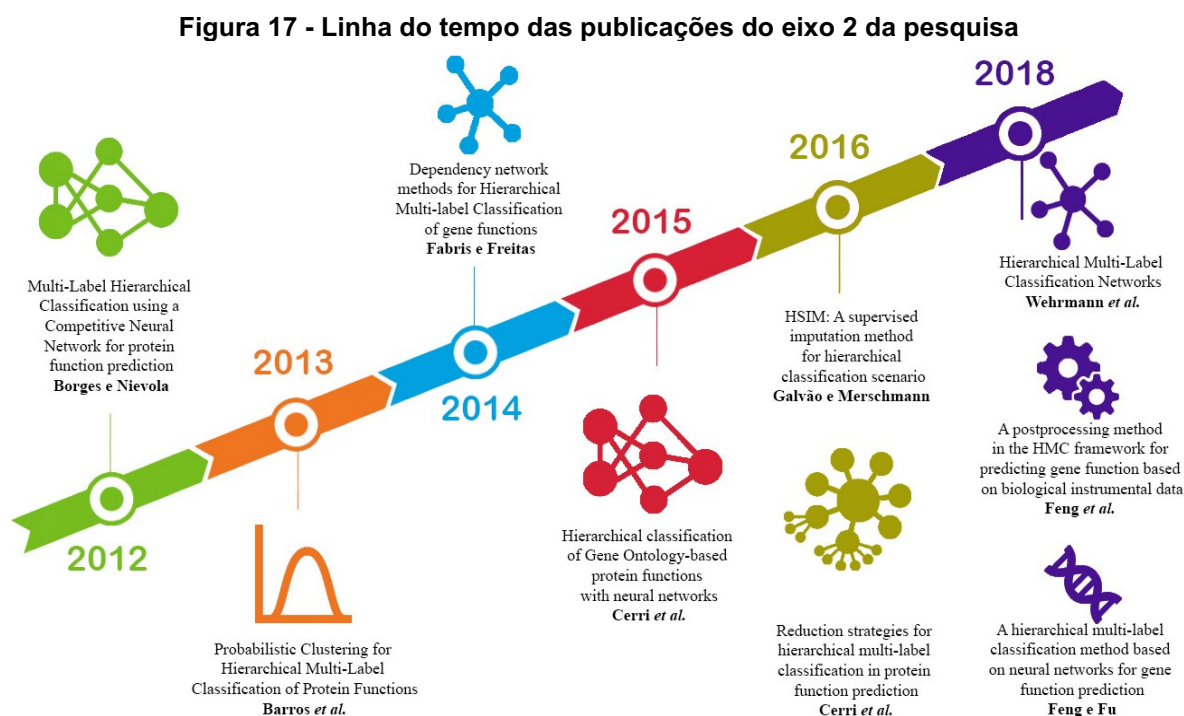 Figura 17 - Linha do tempo das publicações do eixo 2 da pesquisa
2012
Multi-Label Hierarchical
Classification using a
Competitive Neural
Network for protein
function prediction
Borges e Nievola
2013
Probabilistic Clustering for
Hierarchical Multi-Label
Classification of Protein Functions
Barros et al.
2014
Dependency network
methods for Hierarchical
Multi-label Classification
of gene functions
Fabris e Freitas
2015
Hierarchical classification
of Gene Ontology-based
protein functions
with neural networks
Cerri et al.
2016
HSIM: A supervised
imputation method
for hierarchical
classification scenario
Galvão e Merschmann
Reduction strategies for
hierarchical multi-label
classification in protein
function prediction
Cerri et al.
2018
Hierarchical Multi-Label
Classification Networks
Wehrmann et al.
A postprocessing method
in the HMC framework for
predicting gene function based
on biological instrumental data
Feng et al.
A hierarchical multi-label
classification method based
on neural networks for gene
function prediction
Feng e Fu